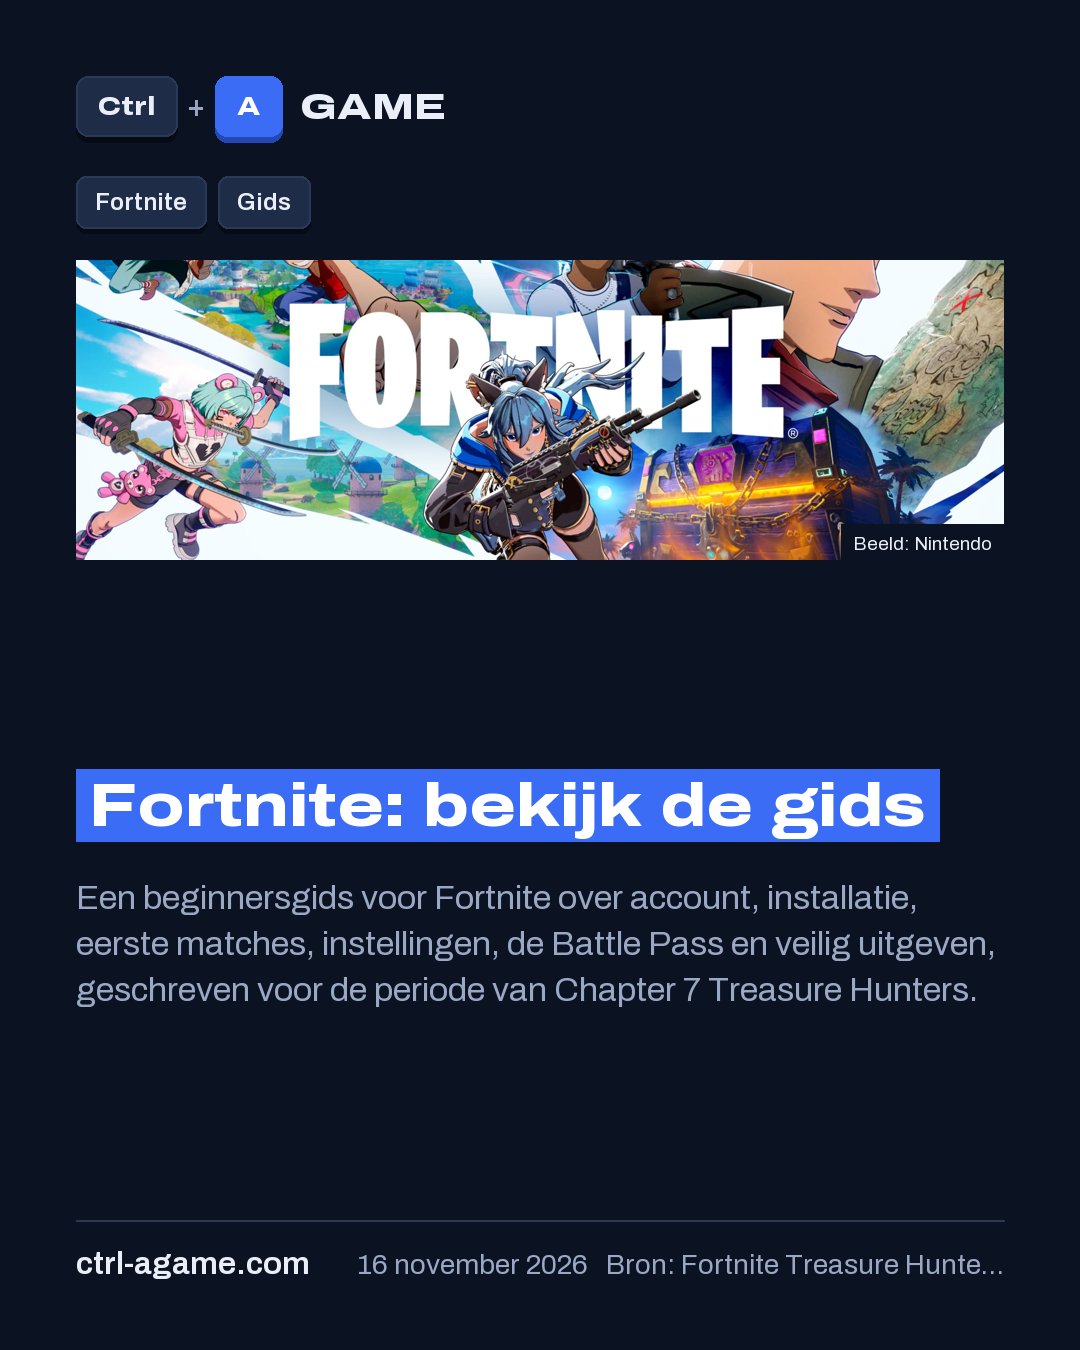 Ctrl + A GAME
Fortnite Gids
FORTNITE
®
Beeld: Nintendo
Fortnite: bekijk de gids
Een beginnersgids voor Fortnite over account, installatie,
eerste matches, instellingen, de Battle Pass en veilig uitgeven,
geschreven voor de periode van Chapter 7 Treasure Hunters.
ctrl-agame.com 16 november 2026 Bron: Fortnite Treasure Hunte...